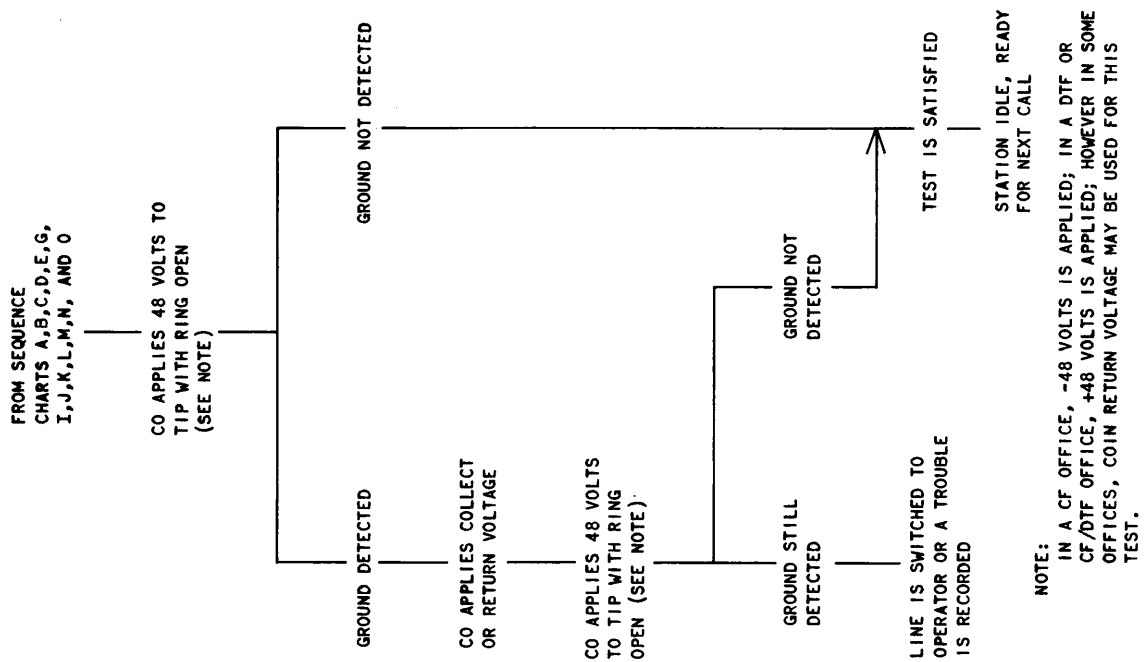 FROM SEQUENCE
CHARTS A,B,C,D,E,G,
I,J,K,L,M,N, AND O
CO APPLIES 48 VOLTS TO
TIP WITH RING OPEN
(SEE NOTE)
GROUND DETECTED
GROUND NOT DETECTED
CO APPLIES COLLECT
OR RETURN VOLTAGE
CO APPLIES 48 VOLTS
TO TIP WITH RING
OPEN (SEE NOTE)
GROUND STILL
DETECTED
GROUND NOT
DETECTED
LINE IS SWITCHED TO
OPERATOR OR A TROUBLE
IS RECORDED
TEST IS SATISFIED
STATION IDLE, READY
FOR NEXT CALL
NOTE:
IN A CF OFFICE, -48 VOLTS IS APPLIED; IN A DTF OR
CF/DTF OFFICE, +48 VOLTS IS APPLIED; HOWEVER IN SOME
OFFICES, COIN RETURN VOLTAGE MAY BE USED FOR THIS
TEST.